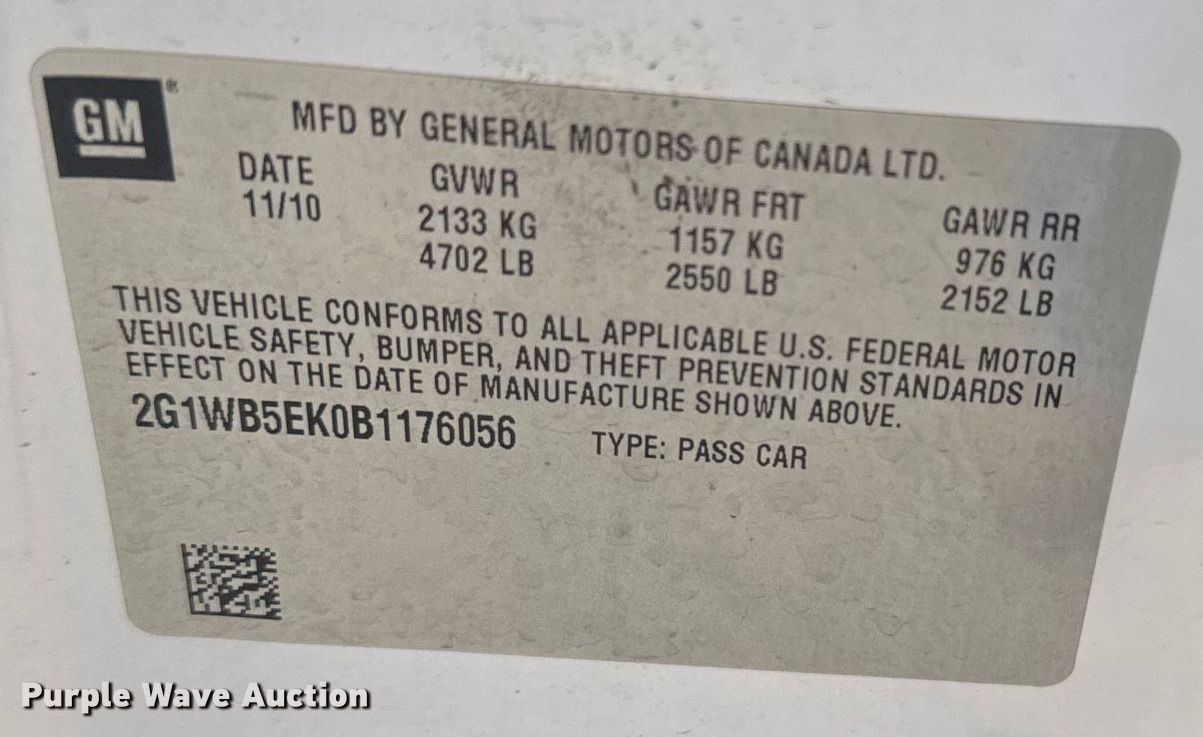 GM ®
MFD BY GENERAL MOTORS OF CANADA LTD.
DATE GVWR GAWR FRT GAWR RR
11/10 2133 KG 1157 KG 976 KG
4702 LB 2550 LB 2152 LB
THIS VEHICLE CONFORMS TO ALL APPLICABLE U.S. FEDERAL MOTOR
VEHICLE SAFETY, BUMPER, AND THEFT PREVENTION STANDARDS IN
EFFECT ON THE DATE OF MANUFACTURE SHOWN ABOVE.
2G1WB5EK0B1176056 TYPE: PASS CAR
Purple Wave Auction